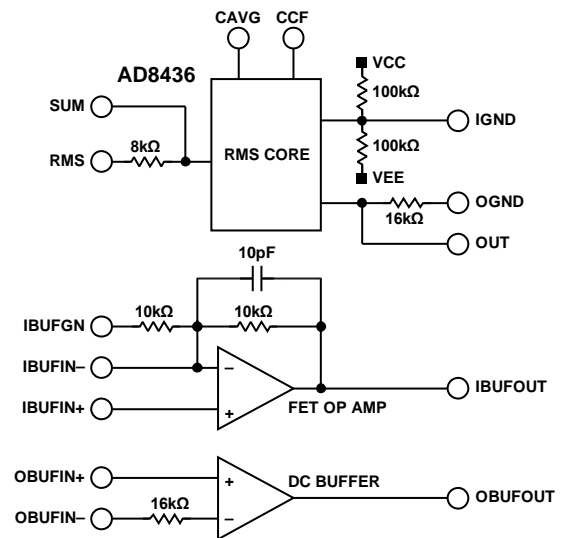 CAVG CCF
AD8436
VCC
SUM
100kΩ
IGND
8kΩ
RMS
RMS CORE
100kΩ
VEE
OGND
16kΩ
OUT
10pF
10kΩ 10kΩ
IBUFGN
IBUFIN–
–
IBUFOUT
IBUFIN+
+
FET OP AMP
OBUFIN+
+
DC BUFFER
16kΩ
OBUFOUT
OBUFIN–
–